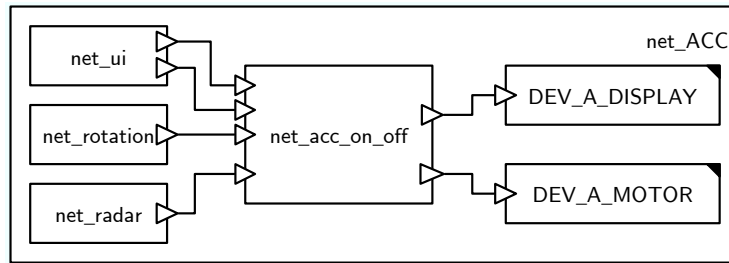 net_ACC
net_ui
net_rotation
net_radar
net_acc_on_off
DEV_A_DISPLAY
DEV_A_MOTOR